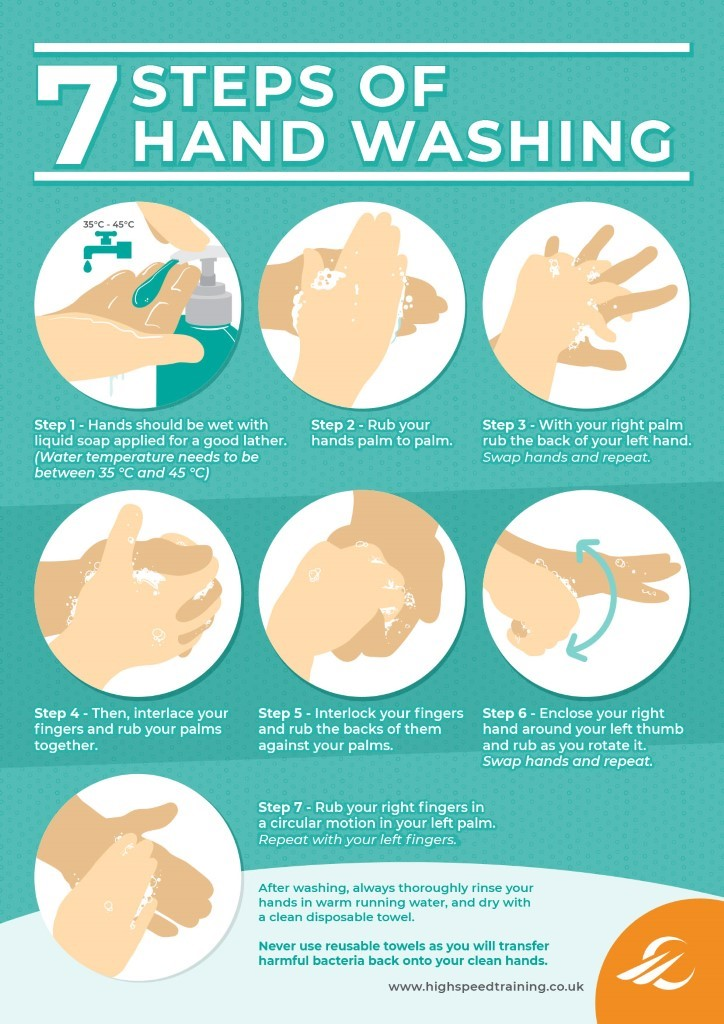 7 STEPS OF
HAND WASHING
35°C - 45°C
Step 1 - Hands should be wet with
liquid soap applied for a good lather.
(Water temperature needs to be
between 35 °C and 45 °C)
Step 2 - Rub your
hands palm to palm.
Step 3 - With your right palm
rub the back of your left hand.
Swap hands and repeat.
Step 4 - Then, interlace your
fingers and rub your palms
together.
Step 5 - Interlock your fingers
and rub the backs of them
against your palms.
Step 6 - Enclose your right
hand around your left thumb
and rub as you rotate it.
Swap hands and repeat.
Step 7 - Rub your right fingers in
a circular motion in your left palm.
Repeat with your left fingers.
After washing, always thoroughly rinse your
hands in warm running water, and dry with
a clean disposable towel.
Never use reusable towels as you will transfer
harmful bacteria back onto your clean hands.
www.highspeedtraining.co.uk